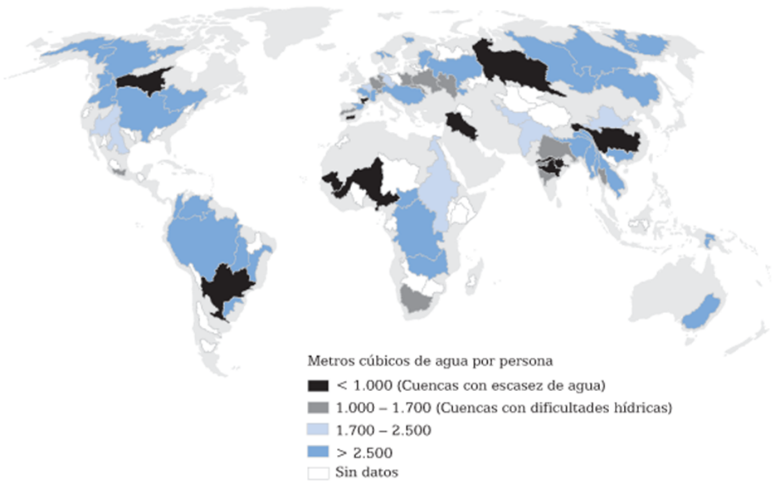 Metros cúbicos de agua por persona
< 1.000 (Cuencas con escasez de agua)
1.000 – 1.700 (Cuencas con dificultades hídricas)
1.700 – 2.500
> 2.500
Sin datos